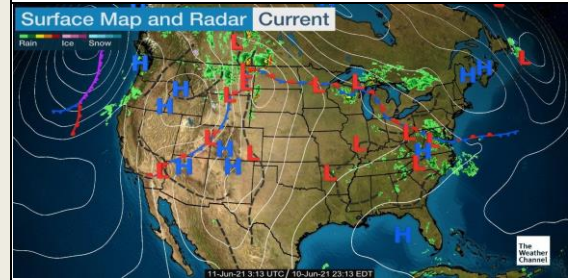 Surface Map and Radar Current
Rain Ice Snow
L L
H L H H
L L L
H L
H
L L L
H L H
L H H L L
L
H
The
Weather
Channel
11-Jun-21 3:13 UTC / 10-Jun-21 23:13 EDT